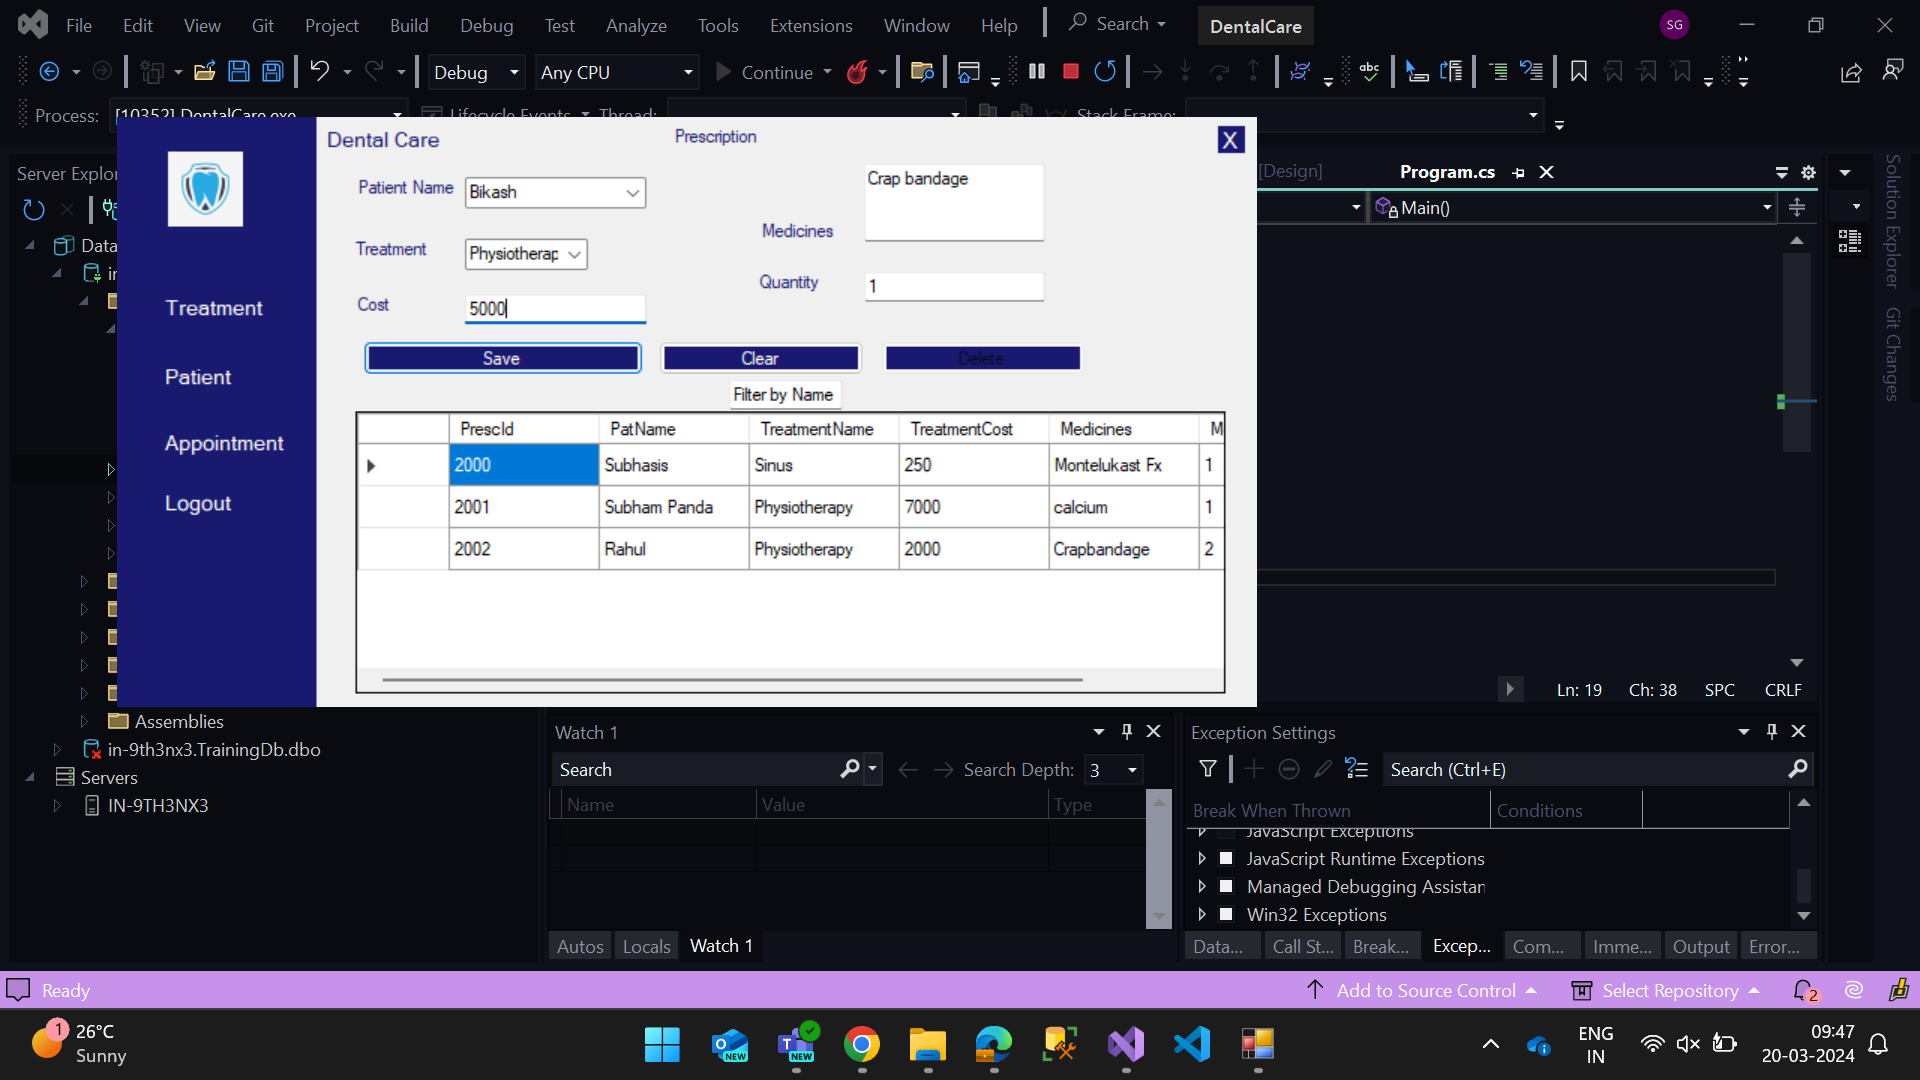 File Edit View Git Project Build Debug Test Analyze Tools Extensions Window Help Search DentalCare SG
Debug Any CPU Continue
Process: [10352] DentalCare.exe Lifecycle Events Thread: Stack Frame:
Server Explor
Data
in
Assemblies
in-9th3nx3.TrainingDb.dbo
Servers
IN-9TH3NX3
Treatment
Patient
Appointment
Logout
Dental Care
Prescription
X
Patient Name Bikash
Treatment Physiotherap
Cost 5000
Crap bandage
Medicines
Quantity 1
Save Clear Delete
Filter by Name
PrescId PatName TreatmentName TreatmentCost Medicines M
2000 Subhasis Sinus 250 Montelukast Fx 1
2001 Subham Panda Physiotherapy 7000 calcium 1
2002 Rahul Physiotherapy 2000 Crapbandage 2
[Design] Program.cs
Main()
Ln: 19 Ch: 38 SPC CRLF
Solution Explorer
Git Changes
Watch 1
Search Search Depth: 3
Name Value Type
Autos Locals Watch 1
Exception Settings
Search (Ctrl+E)
Break When Thrown Conditions
JavaScript Exceptions
JavaScript Runtime Exceptions
Managed Debugging Assistan
Win32 Exceptions
Data... Call St... Break... Excep... Com... Imme... Output Error...
Ready Add to Source Control Select Repository 2
1 26°C
Sunny
NEW
NEW
ENG
IN
09:47
20-03-2024